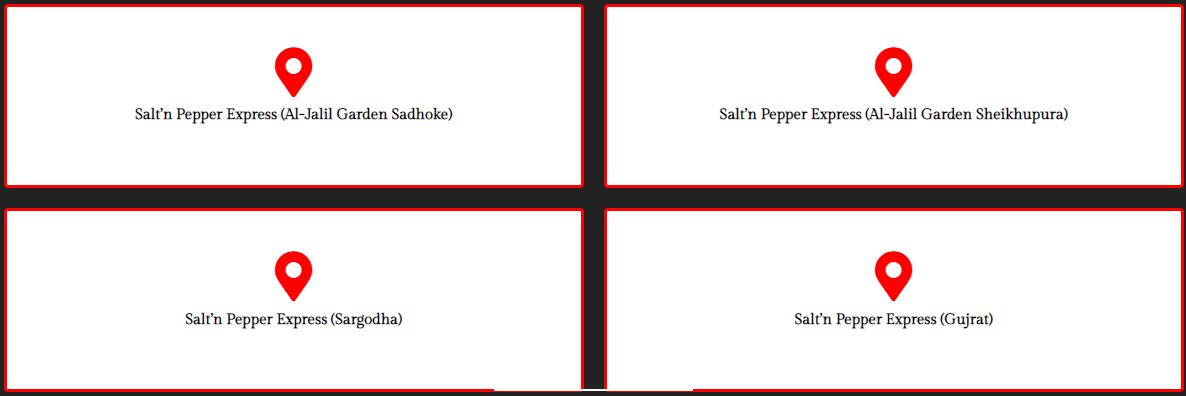 Salt’n Pepper Express (Al-Jalil Garden Sadhoke)
Salt’n Pepper Express (Al-Jalil Garden Sheikhupura)
Salt’n Pepper Express (Sargodha)
Salt’n Pepper Express (Gujrat)